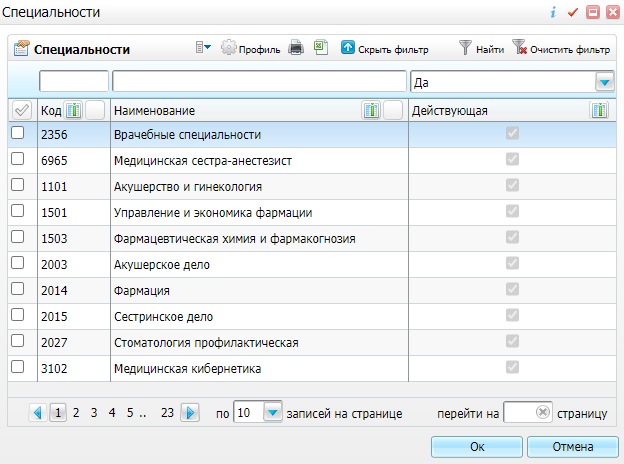 Специальности
Специальности Профиль Скрыть фильтр Найти Очистить фильтр
Да
Код Наименование Действующая
2356 Врачебные специальности
6965 Медицинская сестра-анестезист
1101 Акушерство и гинекология
1501 Управление и экономика фармации
1503 Фармацевтическая химия и фармакогнозия
2003 Акушерское дело
2014 Фармация
2015 Сестринское дело
2027 Стоматология профилактическая
3102 Медицинская кибернетика
1 2 3 4 5 .. 23 по 10 записей на странице перейти на страницу
Ок Отмена